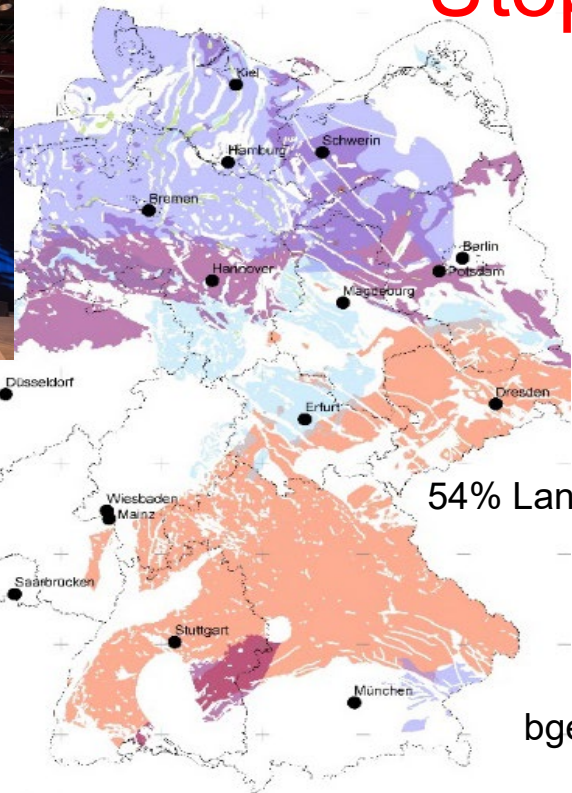 Stop
Kiel
Schwerin
Hamburg
Bremen
Berlin
Hannover
Potsdam
Magdeburg
Düsseldorf
Dresden
Erfurt
54% Lan
Wiesbaden
Mainz
Saarbrücken
Stuttgart
München
bge